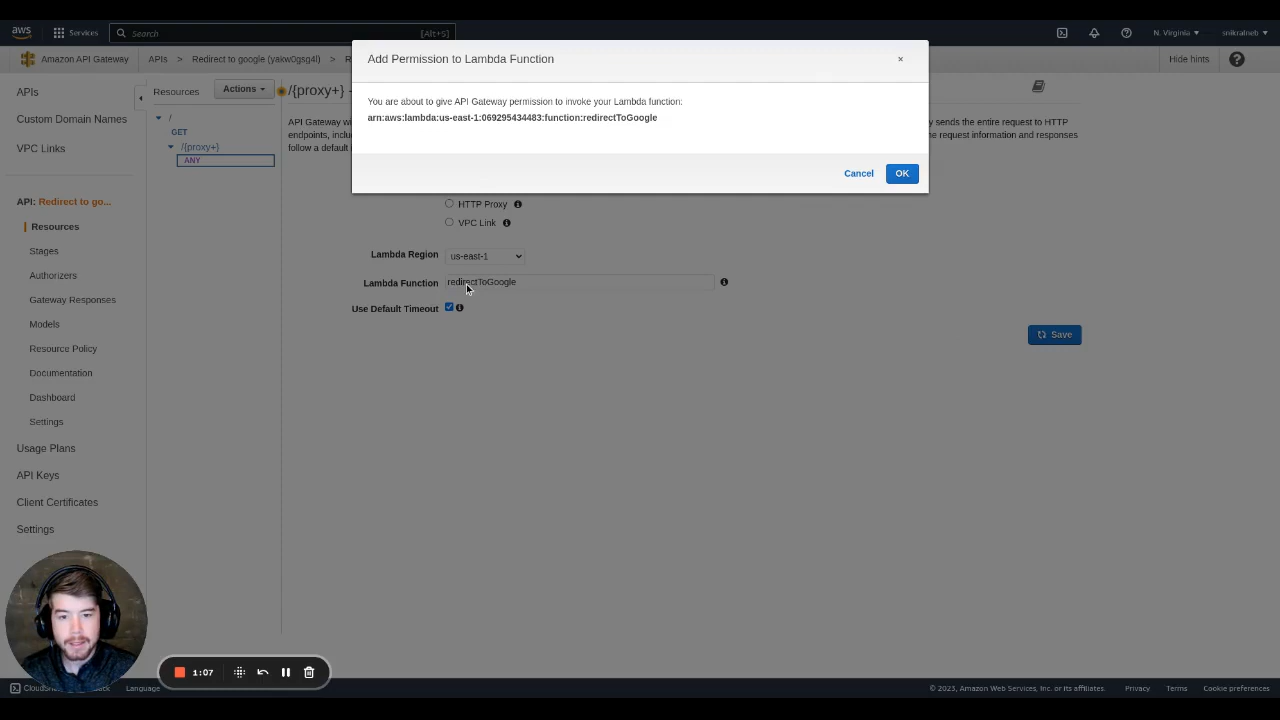 aws
Services
Search
[Alt+S]
N. Virginia
snikralneb
Amazon API Gateway
APIs > Redirect to google (yakw0gsg4l) > R
Hide hints
APIs
Custom Domain Names
VPC Links
API: Redirect to go...
Resources
Stages
Authorizers
Gateway Responses
Models
Resource Policy
Documentation
Dashboard
Settings
Usage Plans
API Keys
Client Certificates
Settings
Resources
Actions
/
GET
/{proxy+}
ANY
/{proxy+} -
API Gateway wi
y sends the entire request to HTTP
endpoints, inclu
the request information and responses
follow a default i
Add Permission to Lambda Function
×
You are about to give API Gateway permission to invoke your Lambda function:
arn:aws:lambda:us-east-1:069295434483:function:redirectToGoogle
Cancel
OK
HTTP Proxy
VPC Link
Lambda Region
us-east-1
Lambda Function
redirectToGoogle
Use Default Timeout
Save
1:07
Language
© 2023, Amazon Web Services, Inc. or its affiliates.
Privacy
Terms
Cookie preferences